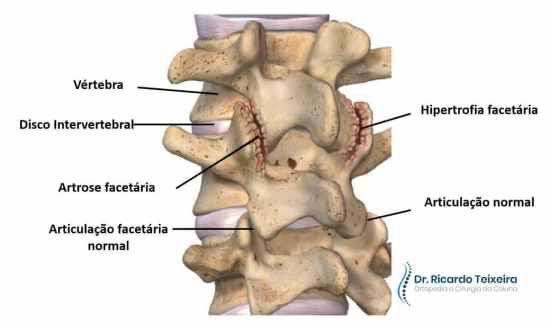 Vértebra
Disco Intervertebral
Artrose facetária
Articulação facetária
normal
Hipertrofia facetária
Articulação normal
Dr. Ricardo Teixeira
Ortopedia e Cirurgia da Coluna